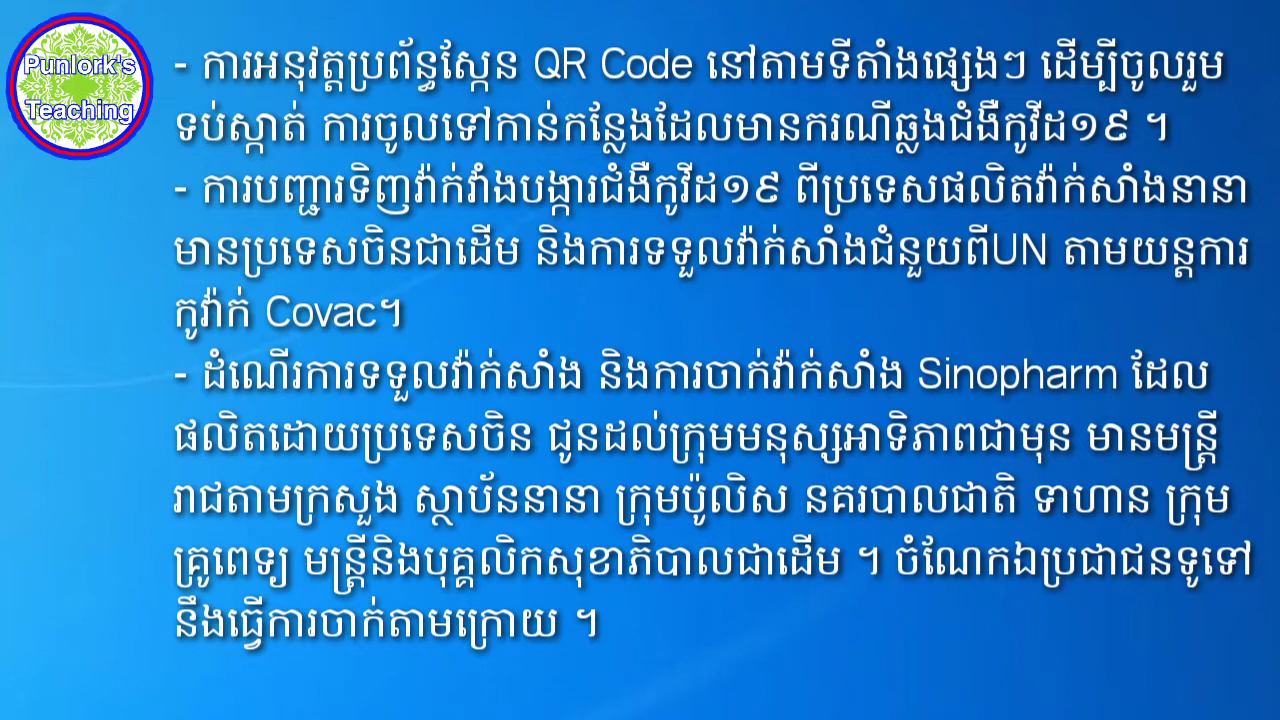 Punlork's
Teaching
- ការអនុវត្តប្រព័ន្ធស្កែន QR Code នៅតាមទីតាំងផ្សេងៗ ដើម្បីចូលរួម
ទប់ស្កាត់ ការចូលទៅកាន់កន្លែងដែលមានករណីឆ្លងជំងឺកូវីដ១៩ ។
- ការបញ្ជារទិញវ៉ាក់វាំងបង្ការជំងឺកូវីដ១៩ ពីប្រទេសផលិតវ៉ាក់សាំងនានា
មានប្រទេសចិនជាដើម និងការទទួលវ៉ាក់សាំងជំនួយពីUN តាមយន្តការ
កូវ៉ាក់ Covac។
- ដំណើរការទទួលវ៉ាក់សាំង និងការចាក់វ៉ាក់សាំង Sinopharm ដែល
ផលិតដោយប្រទេសចិន ជូនដល់ក្រុមមនុស្សអាទិភាពជាមុន មានមន្ត្រី
រាជតាមក្រសួង ស្ថាប័ននានា ក្រុមប៉ូលិស នគរបាលជាតិ ទាហាន ក្រុម
គ្រូពេទ្យ មន្ត្រីនិងបុគ្គលិកសុខាភិបាលជាដើម ។ ចំណែកឯប្រជាជនទូទៅ
នឹងធ្វើការចាក់តាមក្រោយ ។